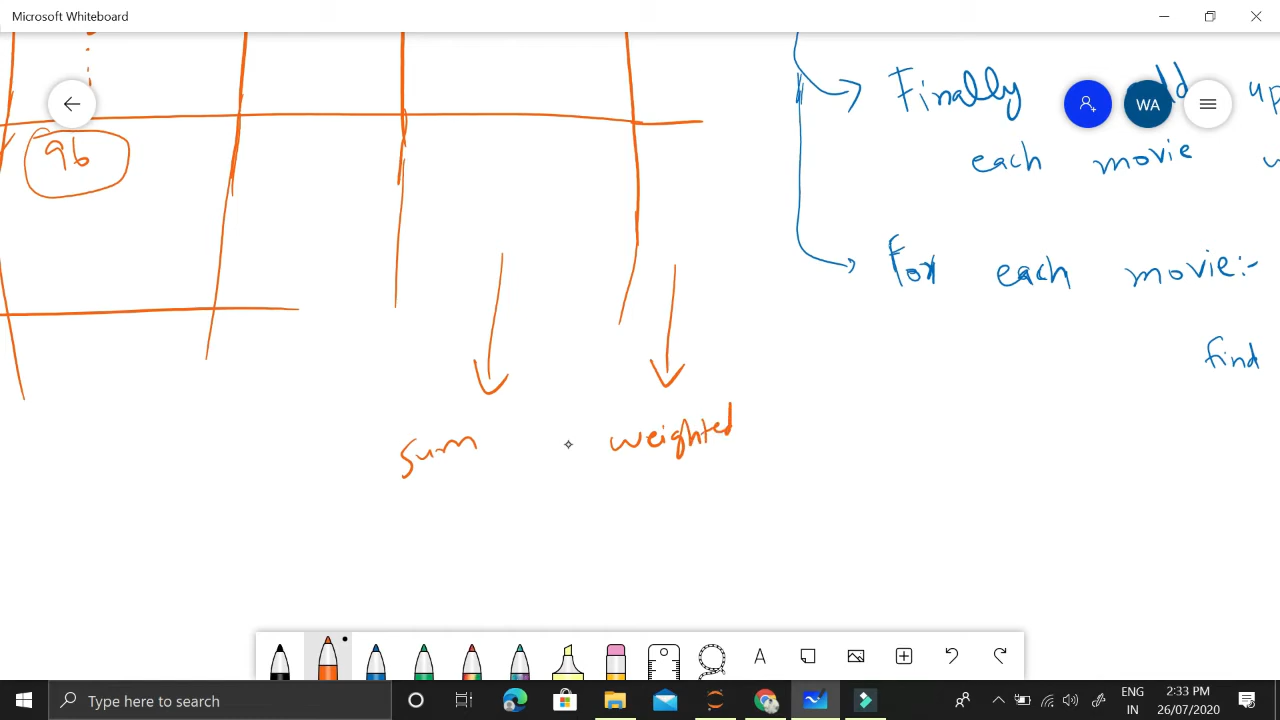 Microsoft Whiteboard
Finally
up
WA
each movie
96
For each movie:-
find
sum
weighted
A
Type here to search
ENG
IN
2:33 PM
26/07/2020